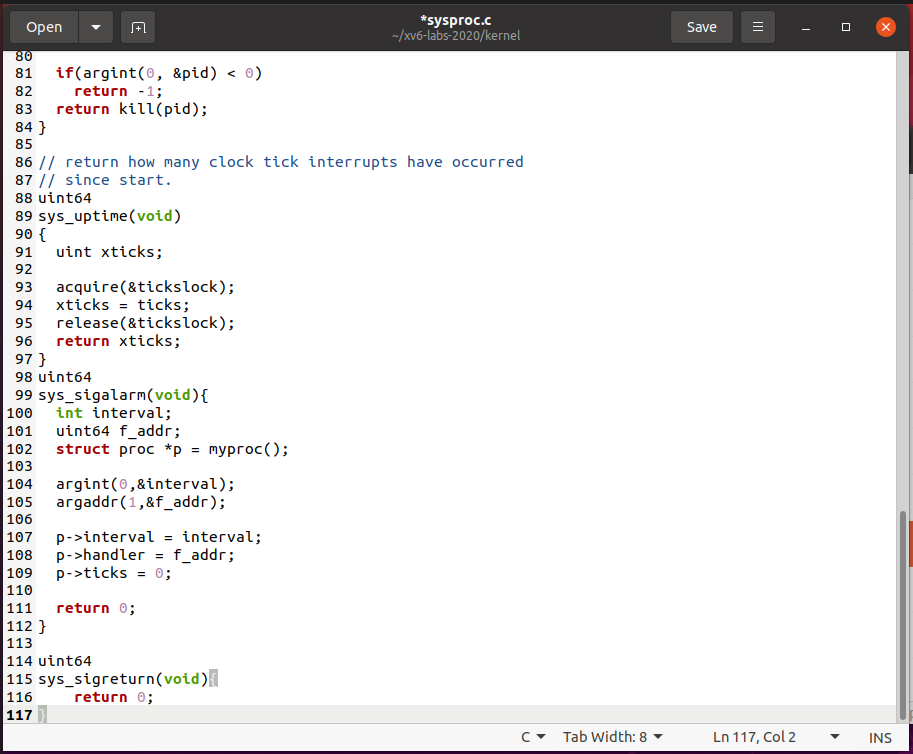 Open
*sysproc.c
~/xv6-labs-2020/kernel
Save
80
81 if(argint(0, &pid) < 0)
82 return -1;
83 return kill(pid);
84 }
85
86 // return how many clock tick interrupts have occurred
87 // since start.
88 uint64
89 sys_uptime(void)
90 {
91 uint xticks;
92
93 acquire(&tickslock);
94 xticks = ticks;
95 release(&tickslock);
96 return xticks;
97 }
98 uint64
99 sys_sigalarm(void){
100 int interval;
101 uint64 f_addr;
102 struct proc *p = myproc();
103
104 argint(0,&interval);
105 argaddr(1,&f_addr);
106
107 p->interval = interval;
108 p->handler = f_addr;
109 p->ticks = 0;
110
111 return 0;
112 }
113
114 uint64
115 sys_sigreturn(void){
116 return 0;
117 }
C Tab Width: 8 Ln 117, Col 2 INS